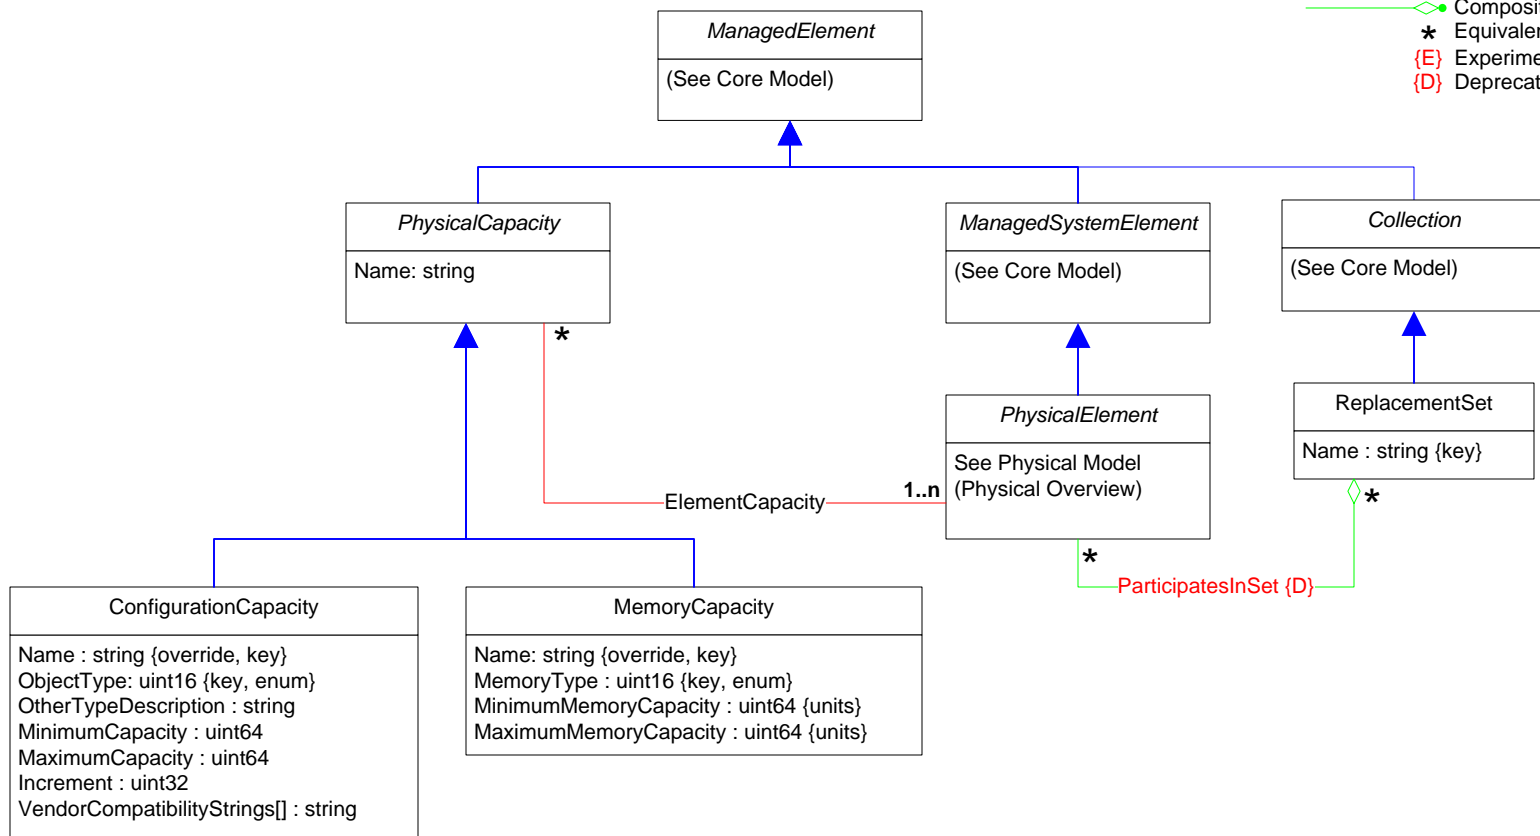 Composit
* Equivaler
{E} Experime
{D} Deprecat
ManagedElement
(See Core Model)
PhysicalCapacity
Name: string
*
ManagedSystemElement
(See Core Model)
Collection
(See Core Model)
PhysicalElement
See Physical Model
(Physical Overview)
ReplacementSet
Name : string {key}
*
ElementCapacity
1..n
*
ParticipatesInSet {D}
ConfigurationCapacity
Name : string {override, key}
ObjectType: uint16 {key, enum}
OtherTypeDescription : string
MinimumCapacity : uint64
MaximumCapacity : uint64
Increment : uint32
VendorCompatibilityStrings[] : string
MemoryCapacity
Name: string {override, key}
MemoryType : uint16 {key, enum}
MinimumMemoryCapacity : uint64 {units}
MaximumMemoryCapacity : uint64 {units}